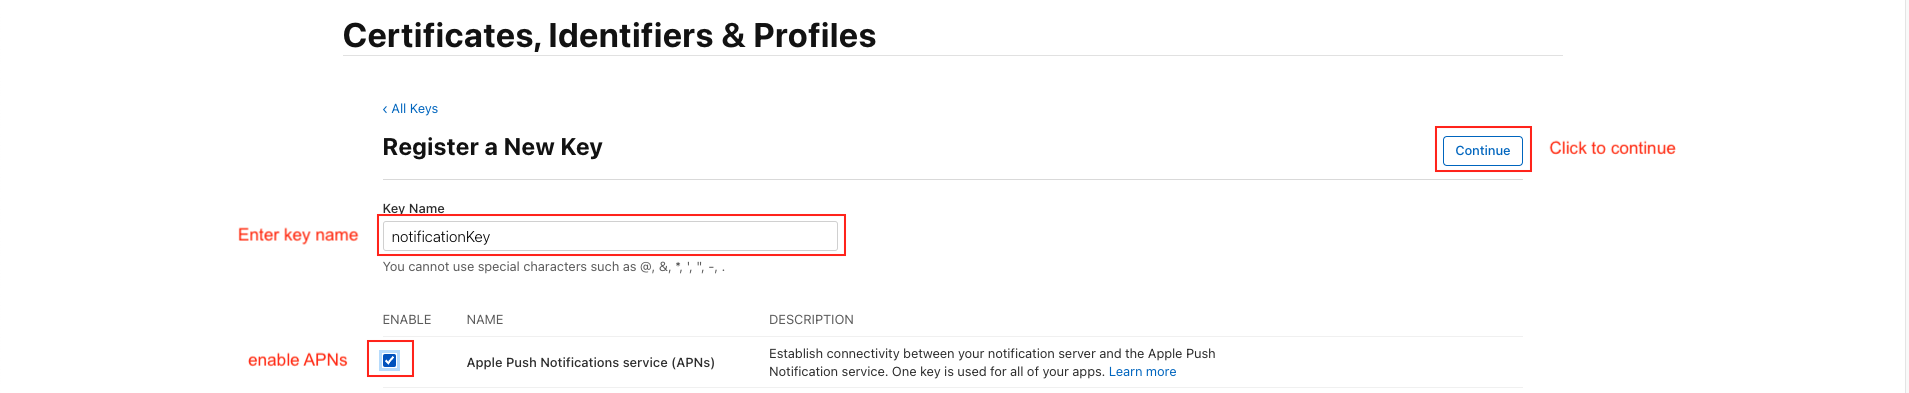 Certificates, Identifiers & Profiles
‹ All Keys
Register a New Key
Continue
Click to continue
Key Name
Enter key name
notificationKey
You cannot use special characters such as @, &, *, ', ", -, .
ENABLE NAME DESCRIPTION
enable APNs
Apple Push Notifications service (APNs)
Establish connectivity between your notification server and the Apple Push
Notification service. One key is used for all of your apps. Learn more